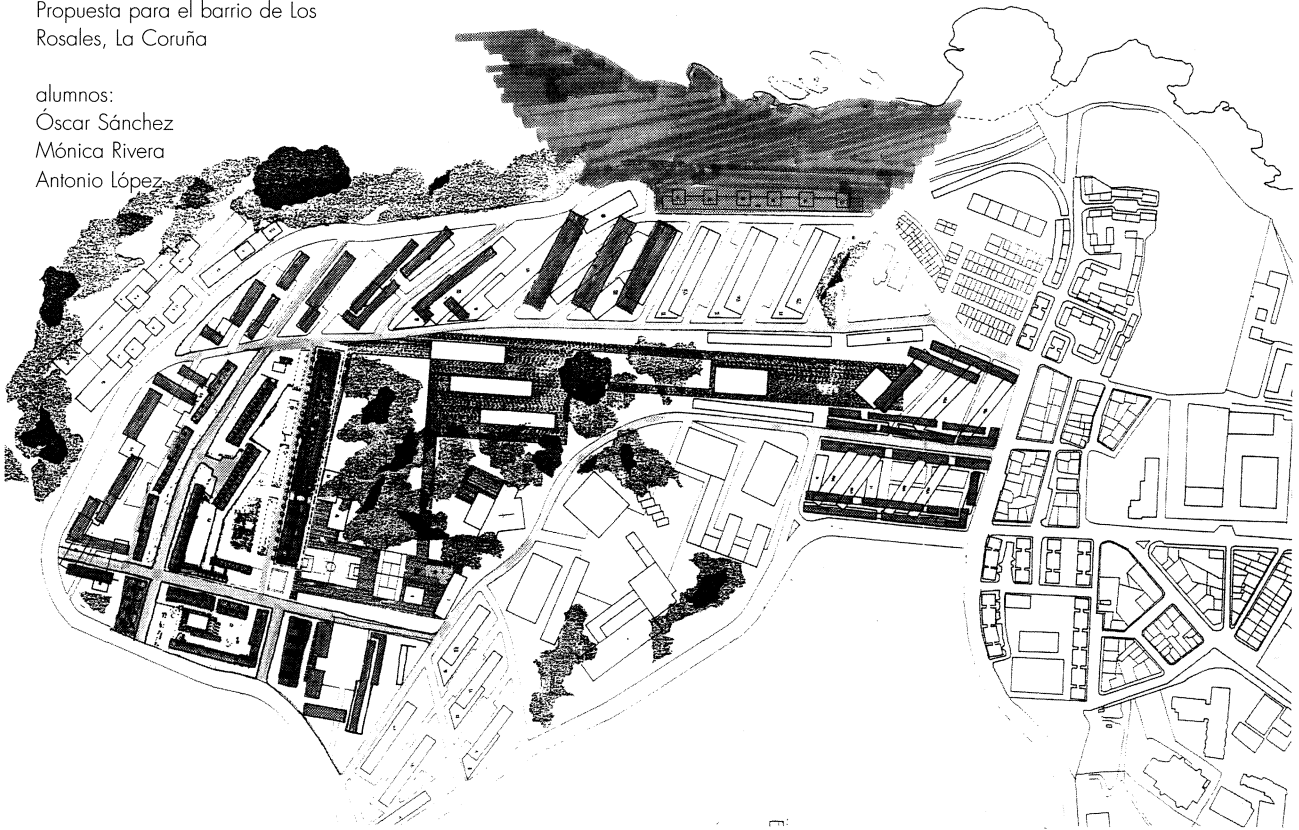 Propuesta para el barrio de Los
Rosales, La Coruña
alumnos:
Óscar Sánchez
Mónica Rivera
Antonio López